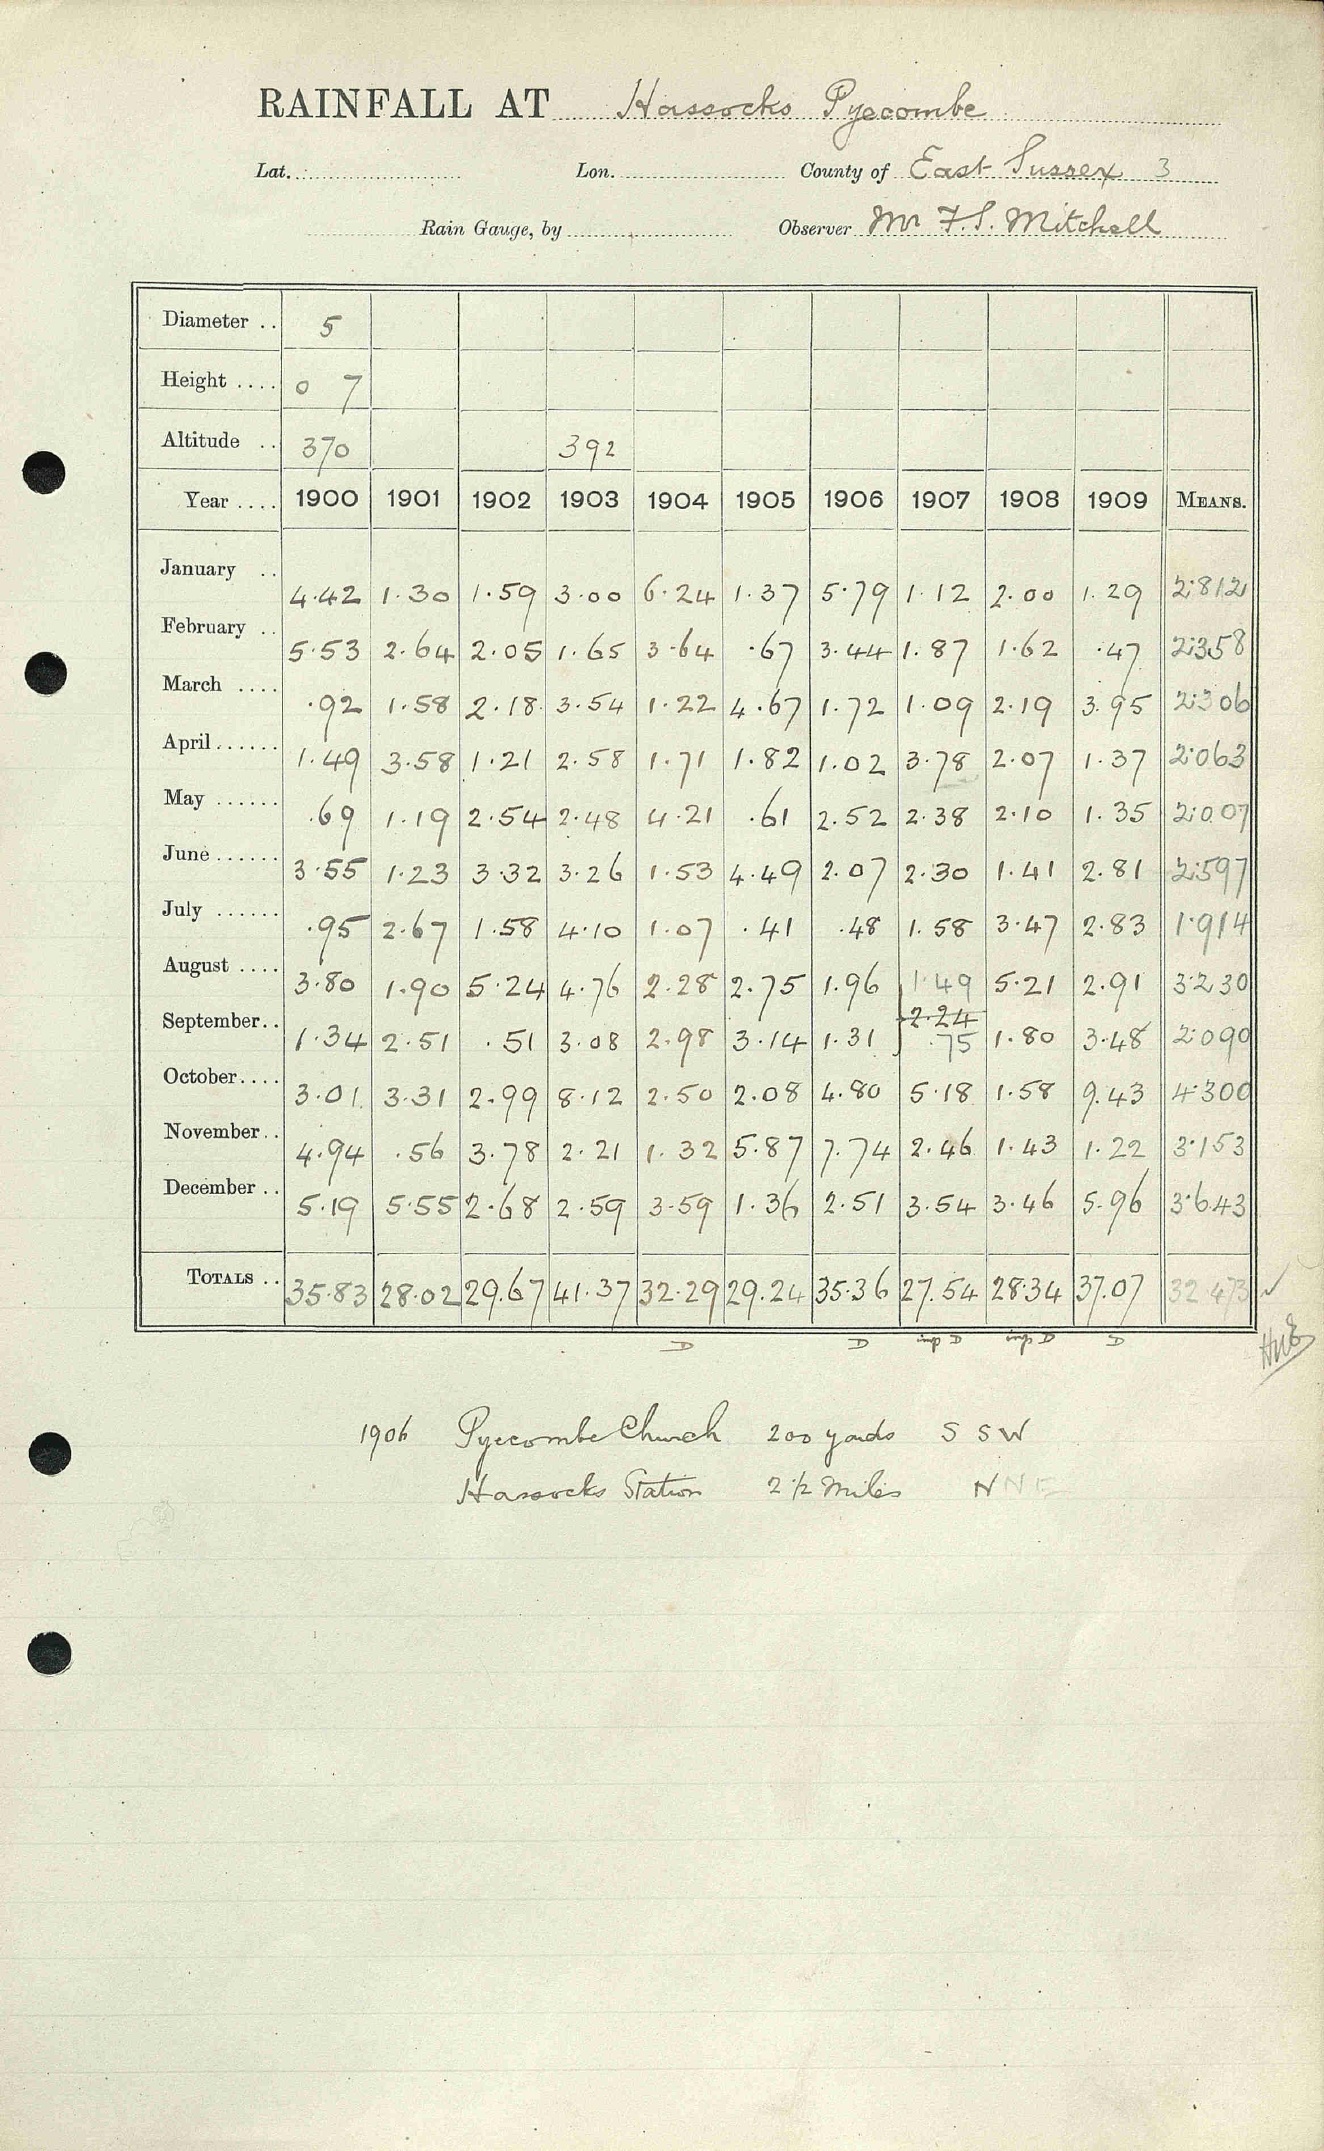 RAINFALL AT Hassocks Pyecombe
Lat. Lon. County of East Sussex 3
Rain Gauge, by Observer Mr F.S. Mitchell
Diameter .. 5
Height .... 0 7
Altitude .. 370 392
Year .... 1900 1901 1902 1903 1904 1905 1906 1907 1908 1909 MEANS.
January .. 4.42 1.30 1.59 3.00 6.24 1.37 5.79 1.12 2.00 1.29 2.812
February .. 5.53 2.64 2.05 1.65 3.64 .67 3.44 1.87 1.62 .47 2.358
March .... .92 1.58 2.18 3.54 1.22 4.67 1.72 1.09 2.19 3.95 2.306
April ...... 1.49 3.58 1.21 2.58 1.71 1.82 1.02 3.78 2.07 1.37 2.063
May ...... .69 1.19 2.54 2.48 4.21 .61 2.52 2.38 2.10 1.35 2.007
June ...... 3.55 1.23 3.32 3.26 1.53 4.49 2.07 2.30 1.41 2.81 2.597
July ...... .95 2.67 1.58 4.10 1.07 .41 .48 1.58 3.47 2.83 1.914
August .... 3.80 1.90 5.24 4.76 2.28 2.75 1.96 1.49 5.21 2.91 3.230
2.24
September.. 1.34 2.51 .51 3.08 2.98 3.14 1.31 .75 1.80 3.48 2.090
October.... 3.01 3.31 2.99 8.12 2.50 2.08 4.80 5.18 1.58 9.43 4.300
November.. 4.94 .56 3.78 2.21 1.32 5.87 7.74 2.46 1.43 1.22 3.153
December .. 5.19 5.55 2.68 2.59 3.59 1.36 2.51 3.54 3.46 5.96 3.643
TOTALS .. 35.83 28.02 29.67 41.37 32.29 29.24 35.36 27.54 28.34 37.07 32.473
D D imp D imp D D
1906 Pyecombe Church 200 yards S S W
Hassocks Station 2 1/2 miles N N E